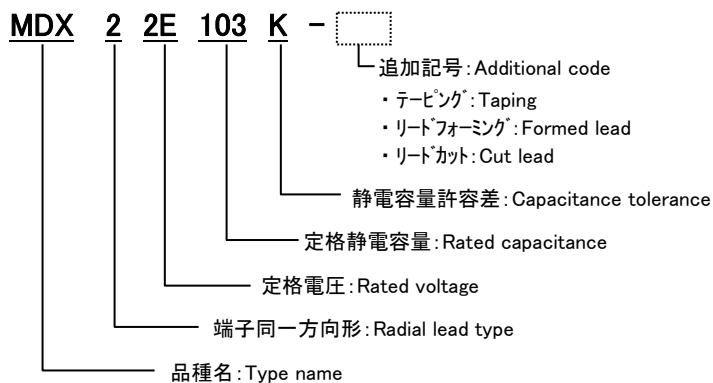 MDX 2 2E 103 K -
追加記号:Additional code
・ﾃｰﾋﾟﾝｸﾞ:Taping
・ﾘｰﾄﾞﾌｫｰﾐﾝｸﾞ:Formed lead
・ﾘｰﾄﾞｶｯﾄ:Cut lead
静電容量許容差:Capacitance tolerance
定格静電容量:Rated capacitance
定格電圧:Rated voltage
端子同一方向形:Radial lead type
品種名:Type name